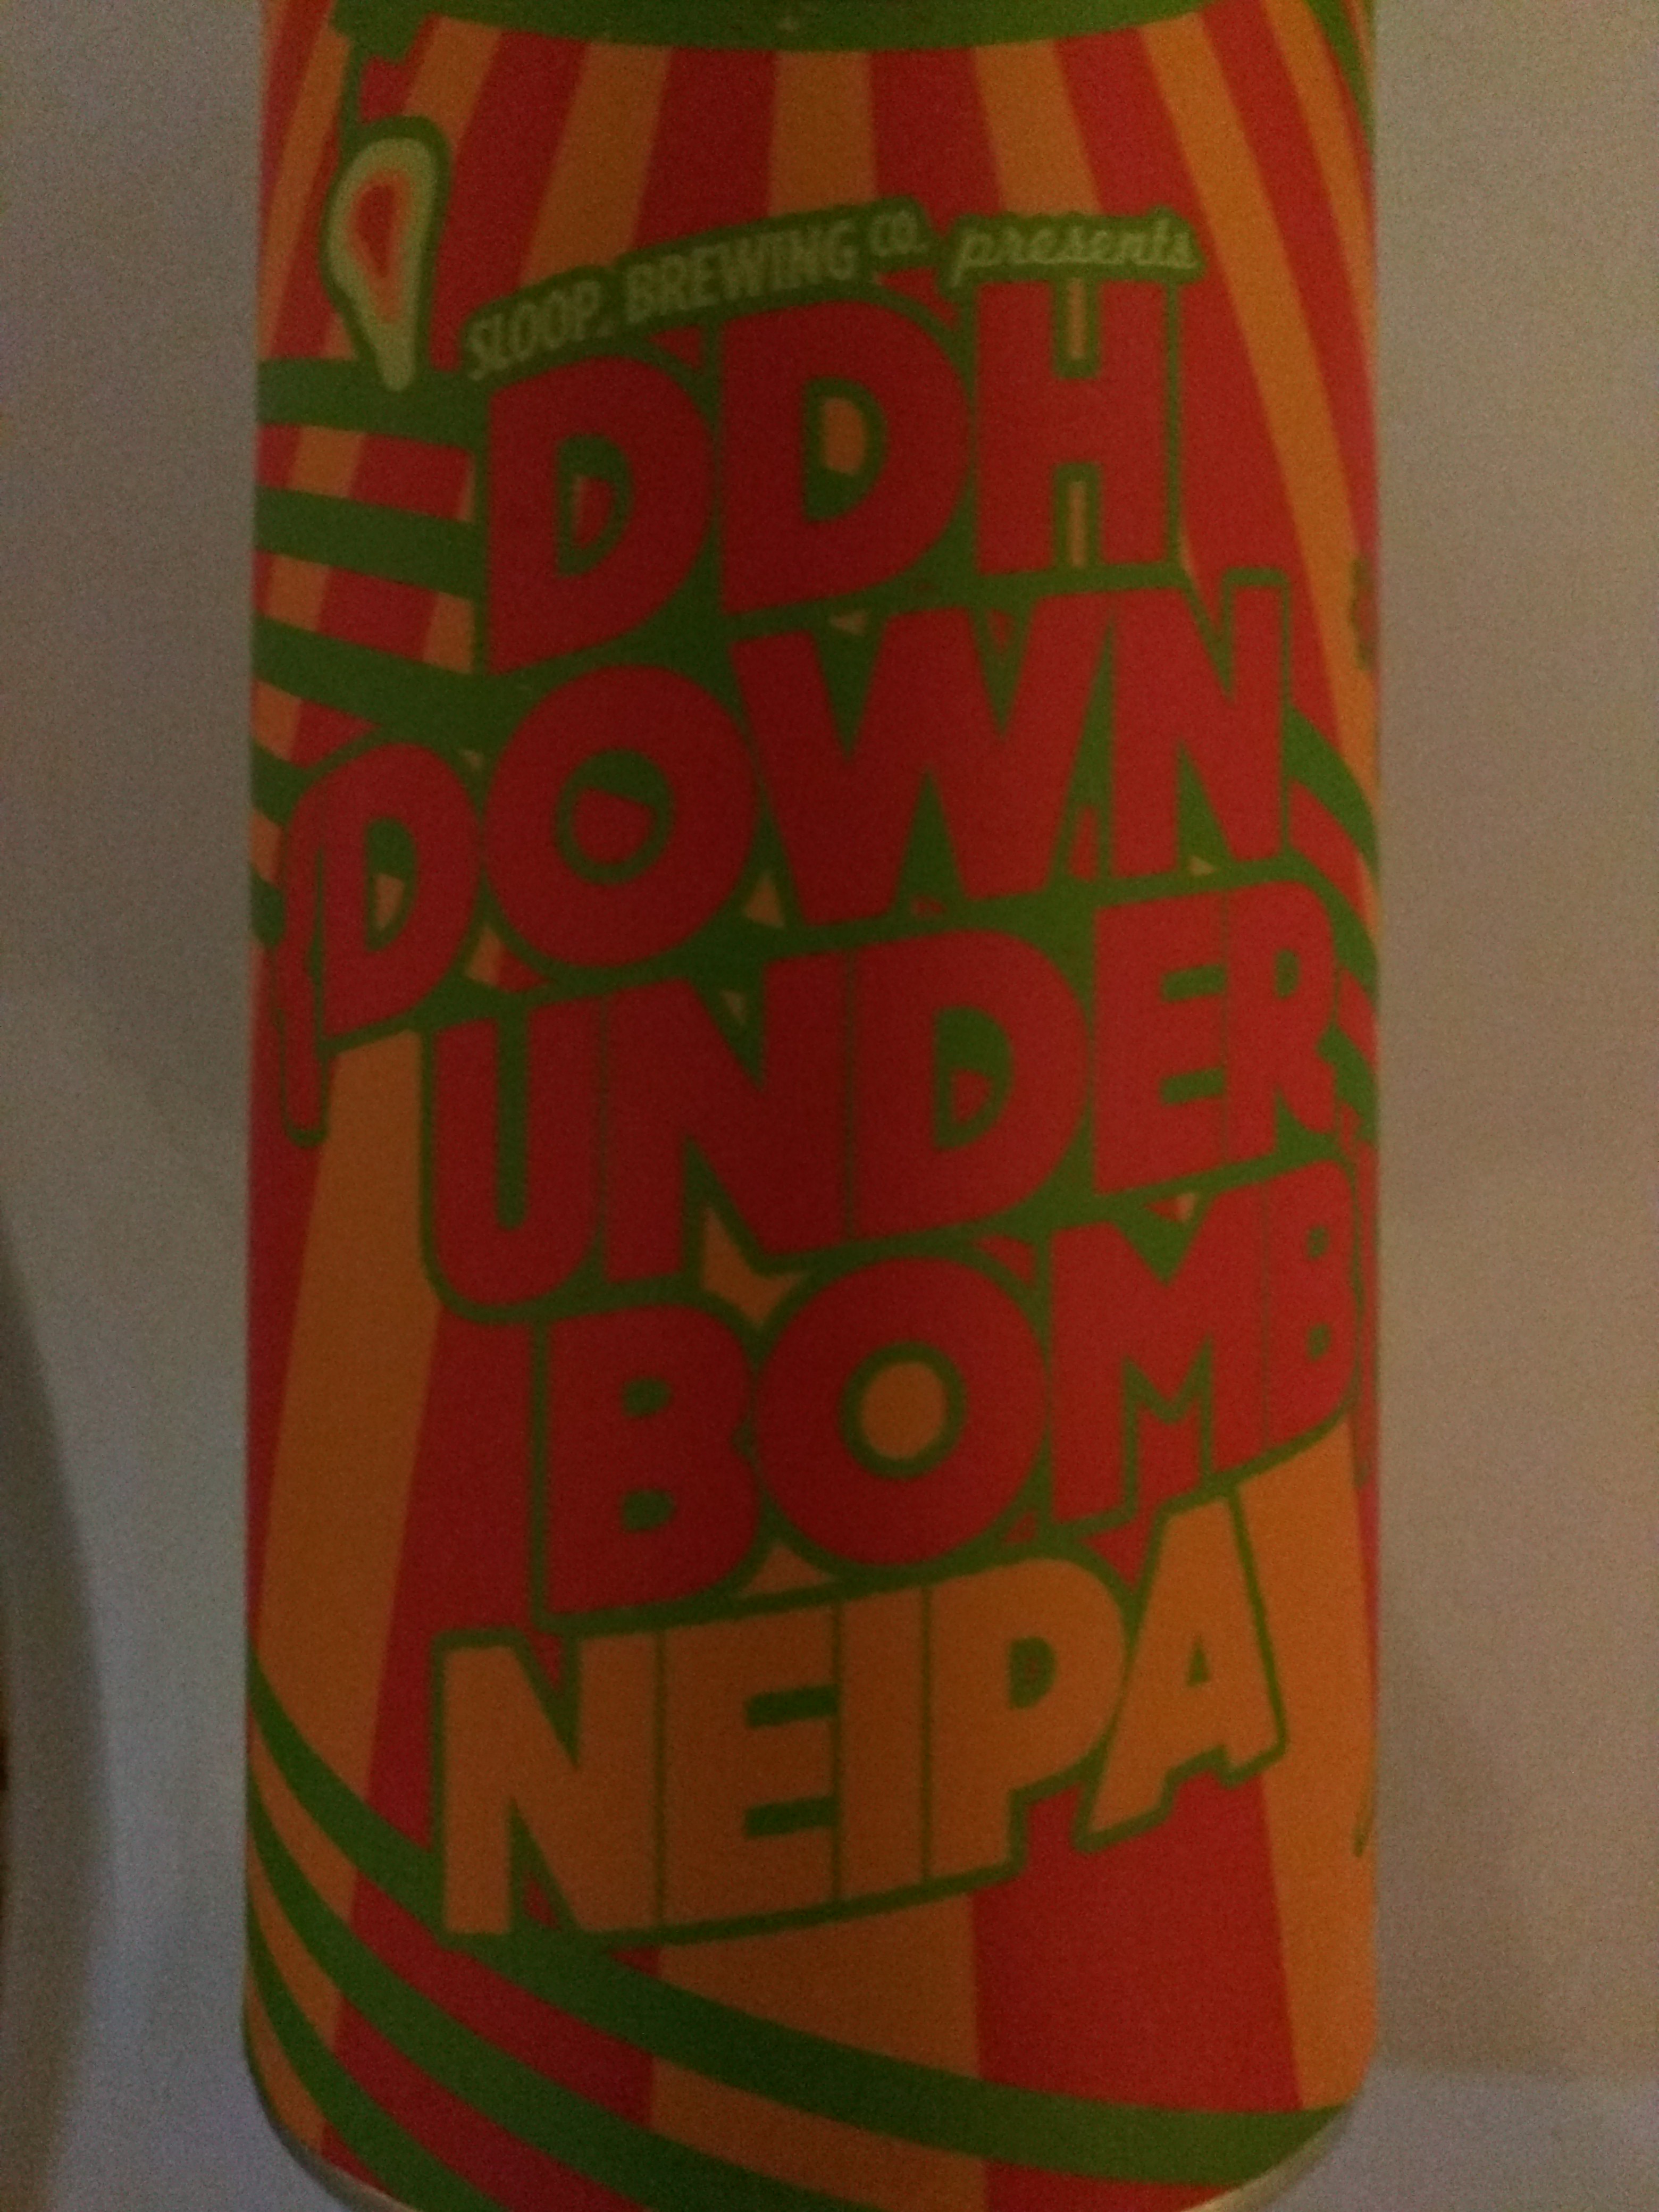 SLOOP BREWING CO. presents
DDH
DOWN
UNDER
BOMB
NEIPA